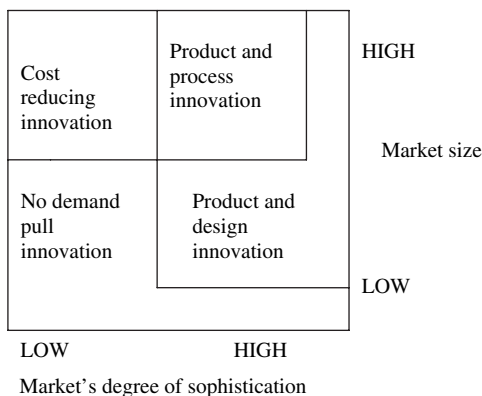 Cost
reducing
innovation
Product and
process
innovation
HIGH
Market size
No demand
pull
innovation
Product and
design
innovation
LOW
LOW
HIGH
Market's degree of sophistication